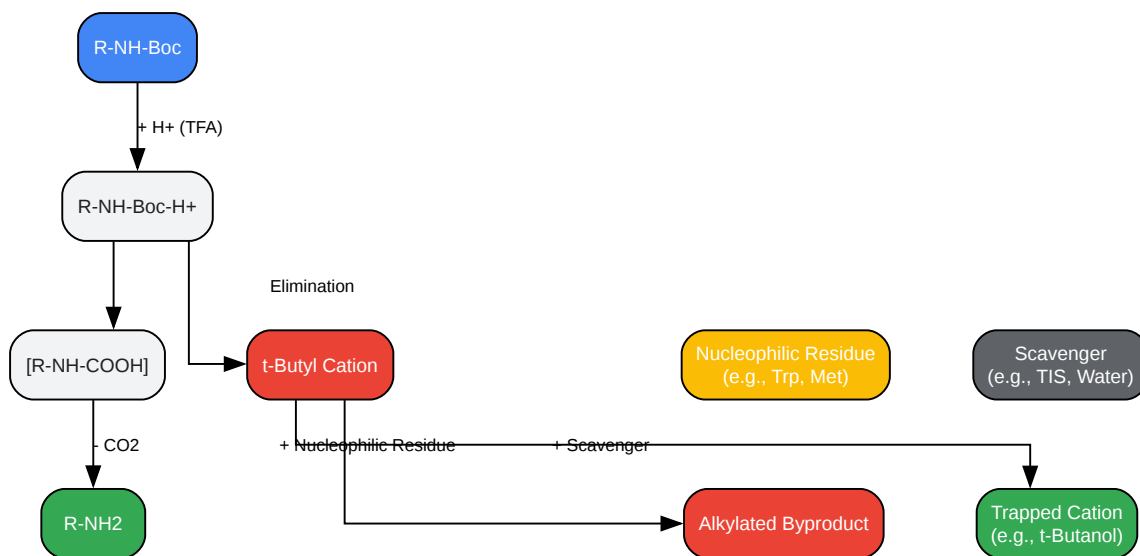 R-NH-Boc
+ H+ (TFA)
R-NH-Boc-H+
Elimination
[R-NH-COOH]
t-Butyl Cation
Nucleophilic Residue
(e.g., Trp, Met)
Scavenger
(e.g., TIS, Water)
- CO2
+ Nucleophilic Residue
+ Scavenger
R-NH2
Alkylated Byproduct
Trapped Cation
(e.g., t-Butanol)